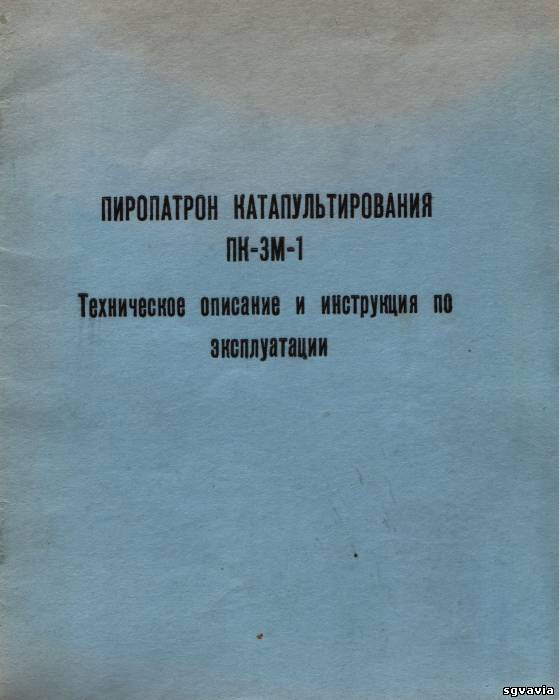 ПИРОПАТРОН КАТАПУЛЬТИРОВАНИЯ
ПК-3М-1
Техническое описание и инструкция по
эксплуатации
sgvavia